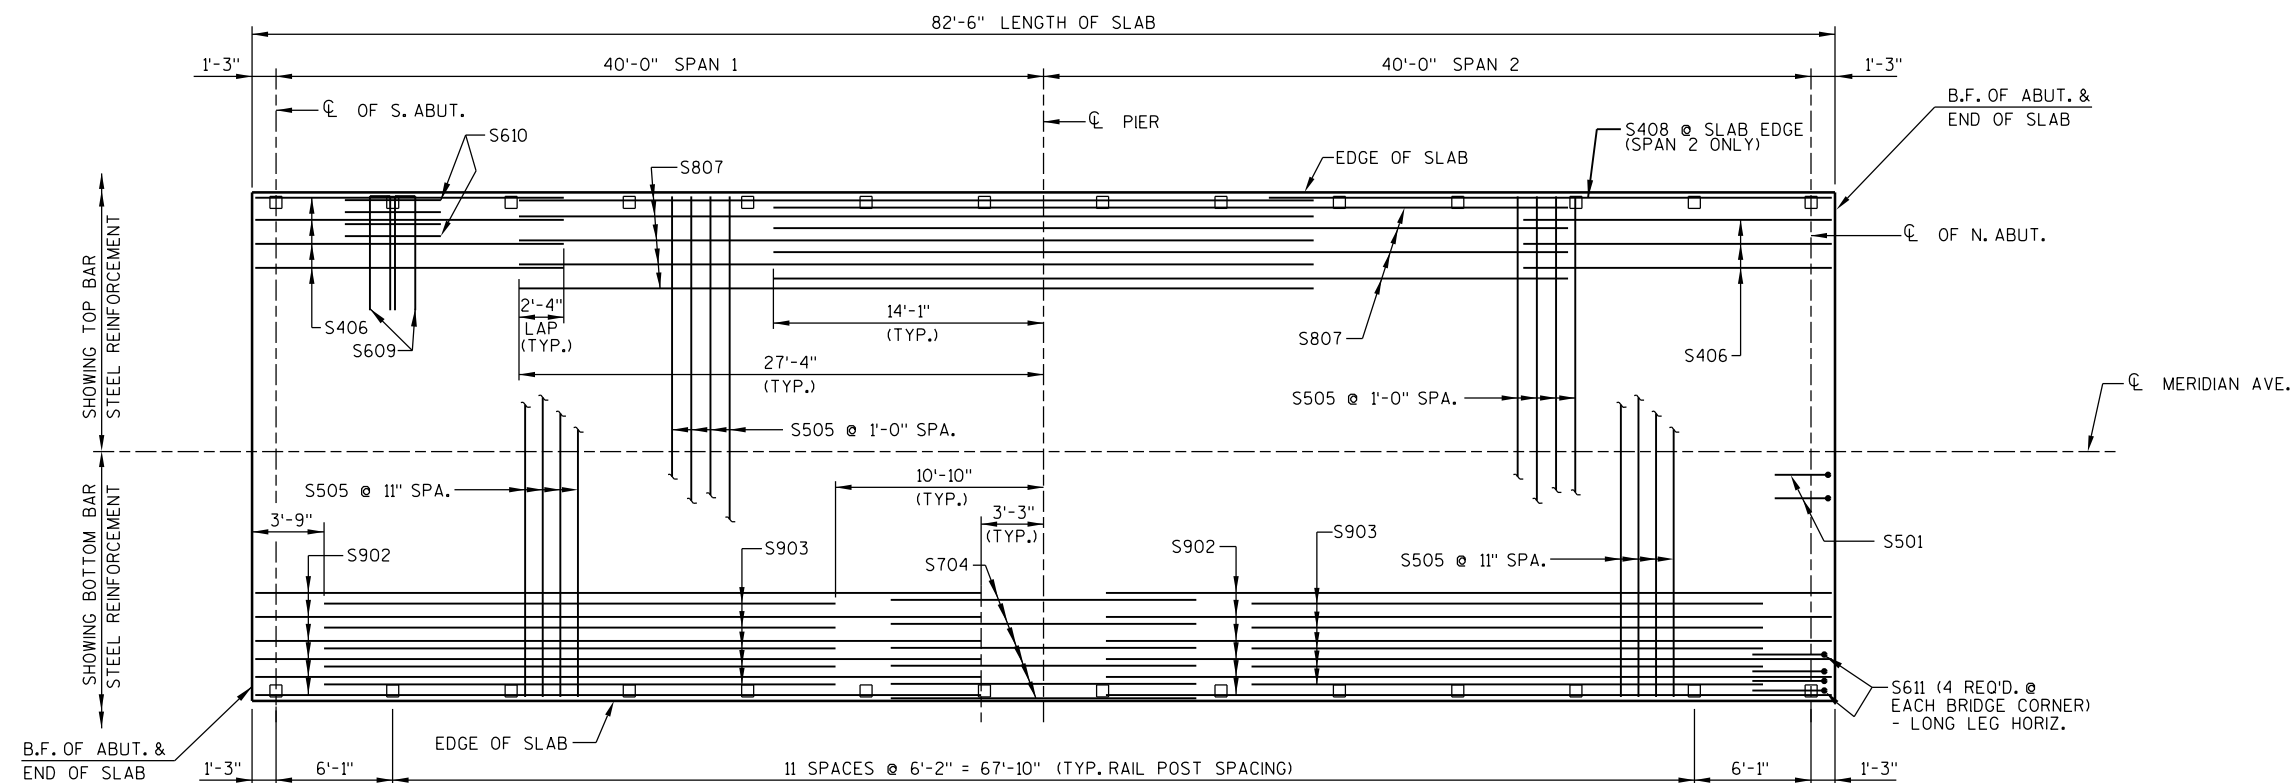 82'-6" LENGTH OF SLAB
1'-3"
40'-0" SPAN 1
40'-0" SPAN 2
1'-3"
℄ OF S. ABUT.
℄ PIER
B.F. OF ABUT. &
END OF SLAB
S610
S408 @ SLAB EDGE
(SPAN 2 ONLY)
S807
EDGE OF SLAB
SHOWING TOP BAR
STEEL REINFORCEMENT
℄ OF N. ABUT.
2'-4"
LAP
(TYP.)
S406
S609
14'-1"
(TYP.)
S807
S406
27'-4"
(TYP.)
℄ MERIDIAN AVE.
S505 @ 1'-0" SPA.
S505 @ 1'-0" SPA.
10'-10"
(TYP.)
S505 @ 11" SPA.
3'-9"
3'-3"
(TYP.)
SHOWING BOTTOM BAR
STEEL REINFORCEMENT
S902
S903
S704
S902
S903
S505 @ 11" SPA.
S501
S611 (4 REQ'D. @
EACH BRIDGE CORNER)
- LONG LEG HORIZ.
B.F. OF ABUT. &
END OF SLAB
EDGE OF SLAB
1'-3"
6'-1"
11 SPACES @ 6'-2" = 67'-10" (TYP. RAIL POST SPACING)
6'-1"
1'-3"